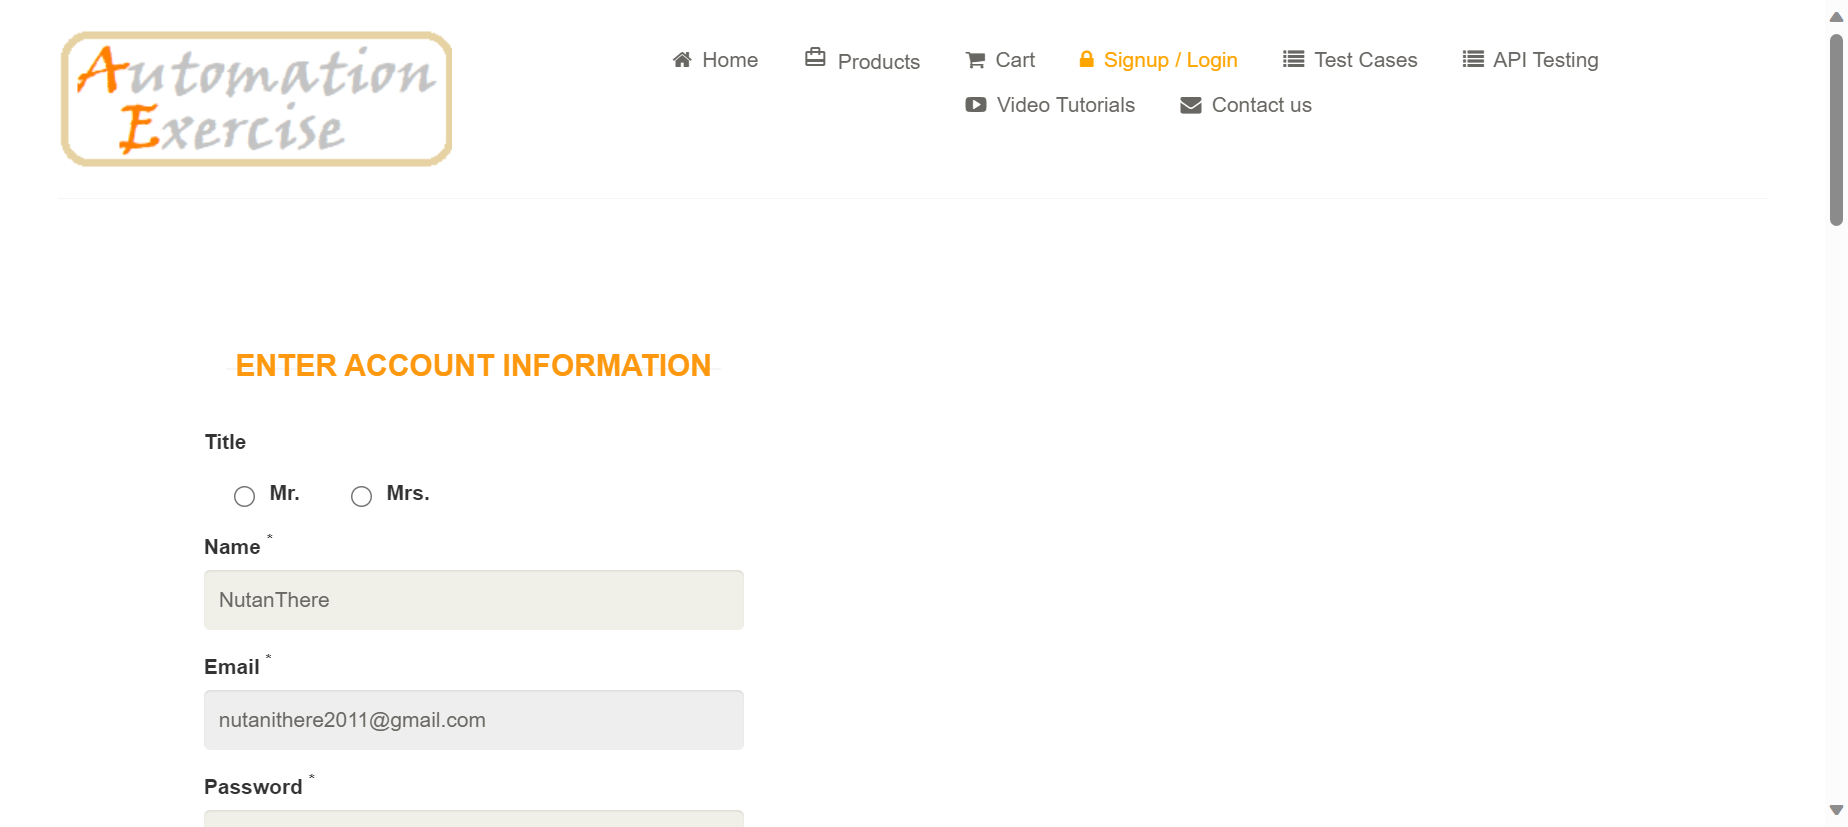 Automation
Exercise
Home Products Cart Signup / Login Test Cases API Testing
Video Tutorials Contact us
ENTER ACCOUNT INFORMATION
Title
Mr. Mrs.
Name *
NutanThere
Email *
nutanithere2011@gmail.com
Password *